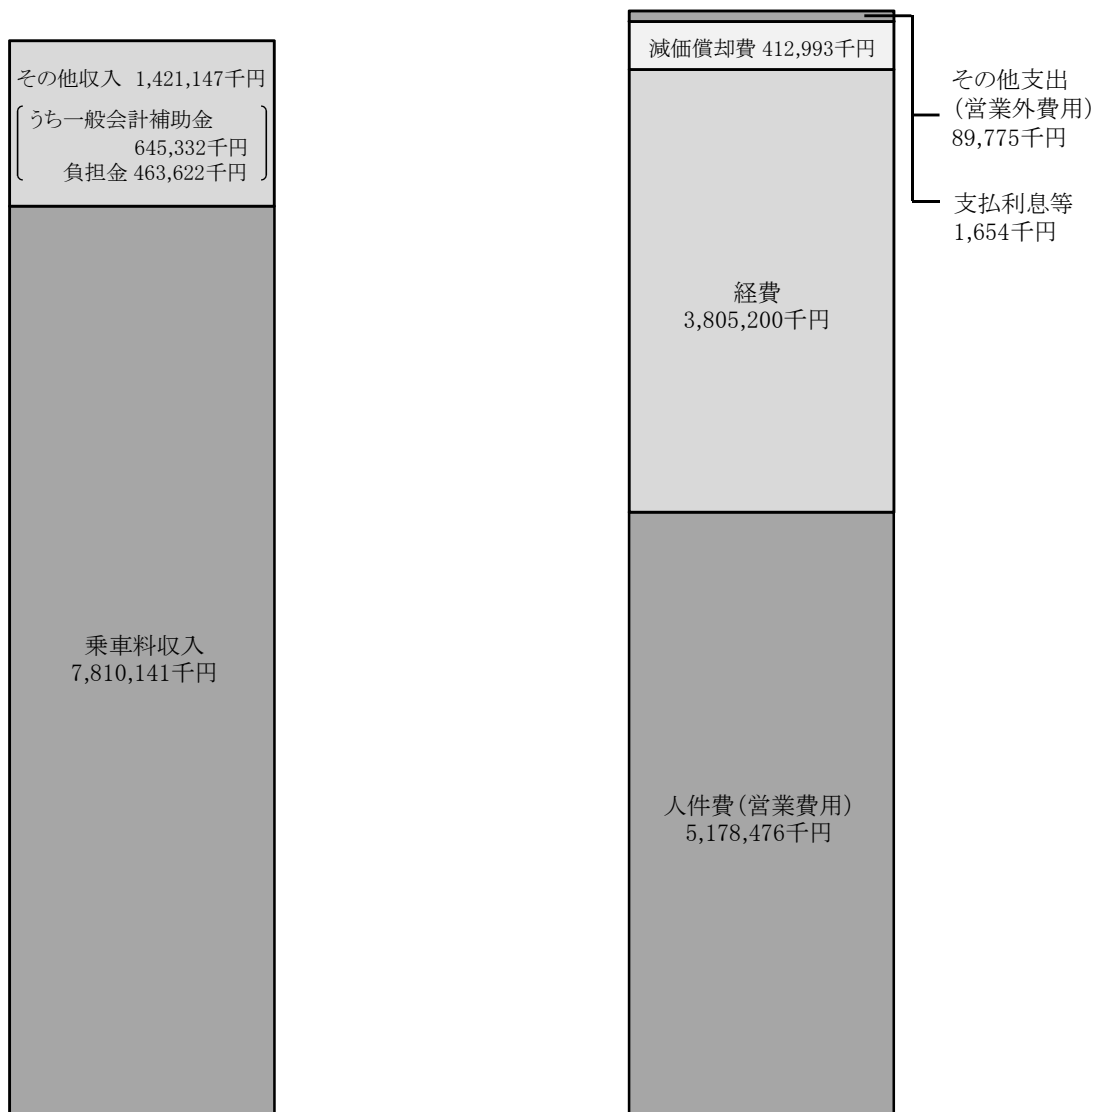 その他収入 1,421,147千円
うち一般会計補助金
645,332千円
負担金 463,622千円
乗車料収入
7,810,141千円
減価償却費 412,993千円
経費
3,805,200千円
人件費(営業費用)
5,178,476千円
その他支出
(営業外費用)
89,775千円
支払利息等
1,654千円